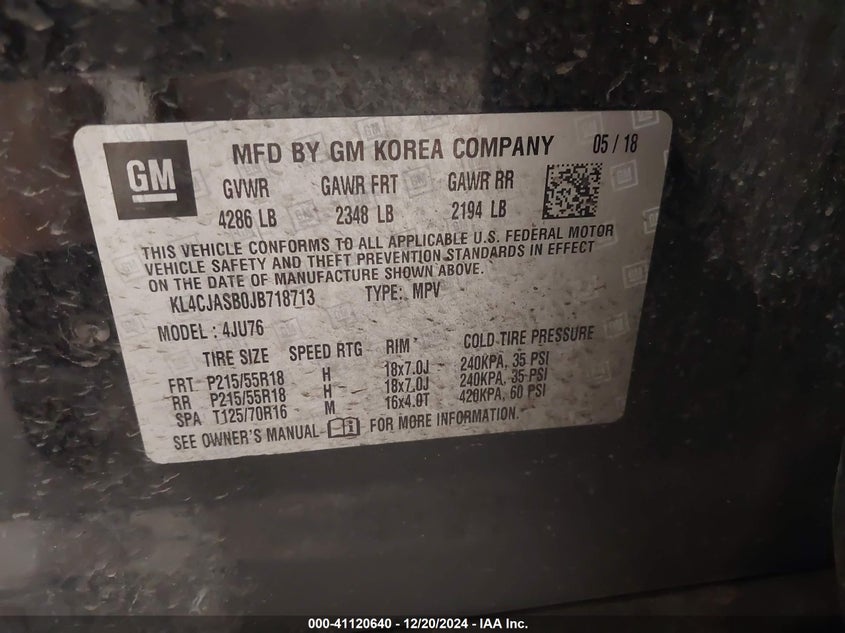 GM
MFD BY GM KOREA COMPANY 05 / 18
GVWR GAWR FRT GAWR RR
4286 LB 2348 LB 2194 LB
THIS VEHICLE CONFORMS TO ALL APPLICABLE U.S. FEDERAL MOTOR
VEHICLE SAFETY AND THEFT PREVENTION STANDARDS IN EFFECT
ON THE DATE OF MANUFACTURE SHOWN ABOVE.
KL4CJASB0JB718713 TYPE: MPV
MODEL : 4JU76
TIRE SIZE SPEED RTG RIM COLD TIRE PRESSURE
FRT P215/55R18 H 18x7.0J 240KPA, 35 PSI
RR P215/55R18 H 18x7.0J 240KPA, 35 PSI
SPA T125/70R16 M 16x4.0T 420KPA, 60 PSI
SEE OWNER'S MANUAL FOR MORE INFORMATION.
000-41120640 - 12/20/2024 - IAA Inc.